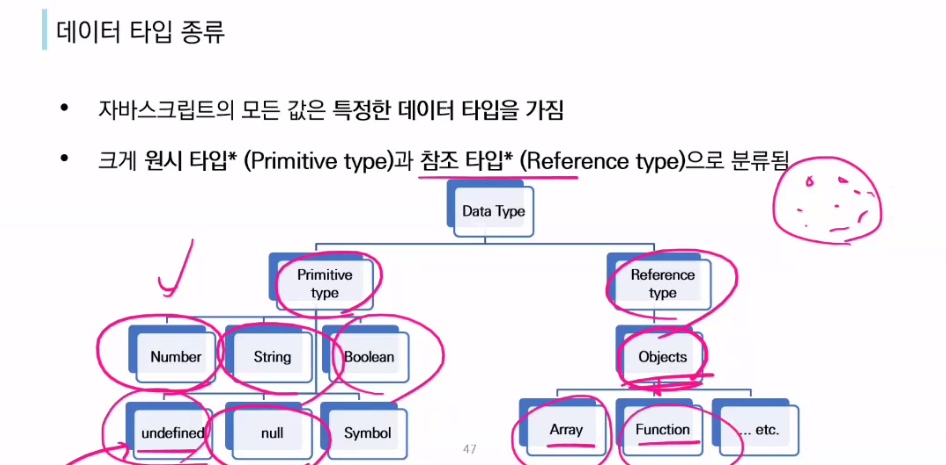 데이터 타입 종류
• 자바스크립트의 모든 값은 특정한 데이터 타입을 가짐
• 크게 원시 타입* (Primitive type)과 참조 타입* (Reference type)으로 분류됨
Data Type
Primitive
type
Reference
type
Number
String
Boolean
Objects
undefined
null
Symbol
Array
Function
... etc.
47